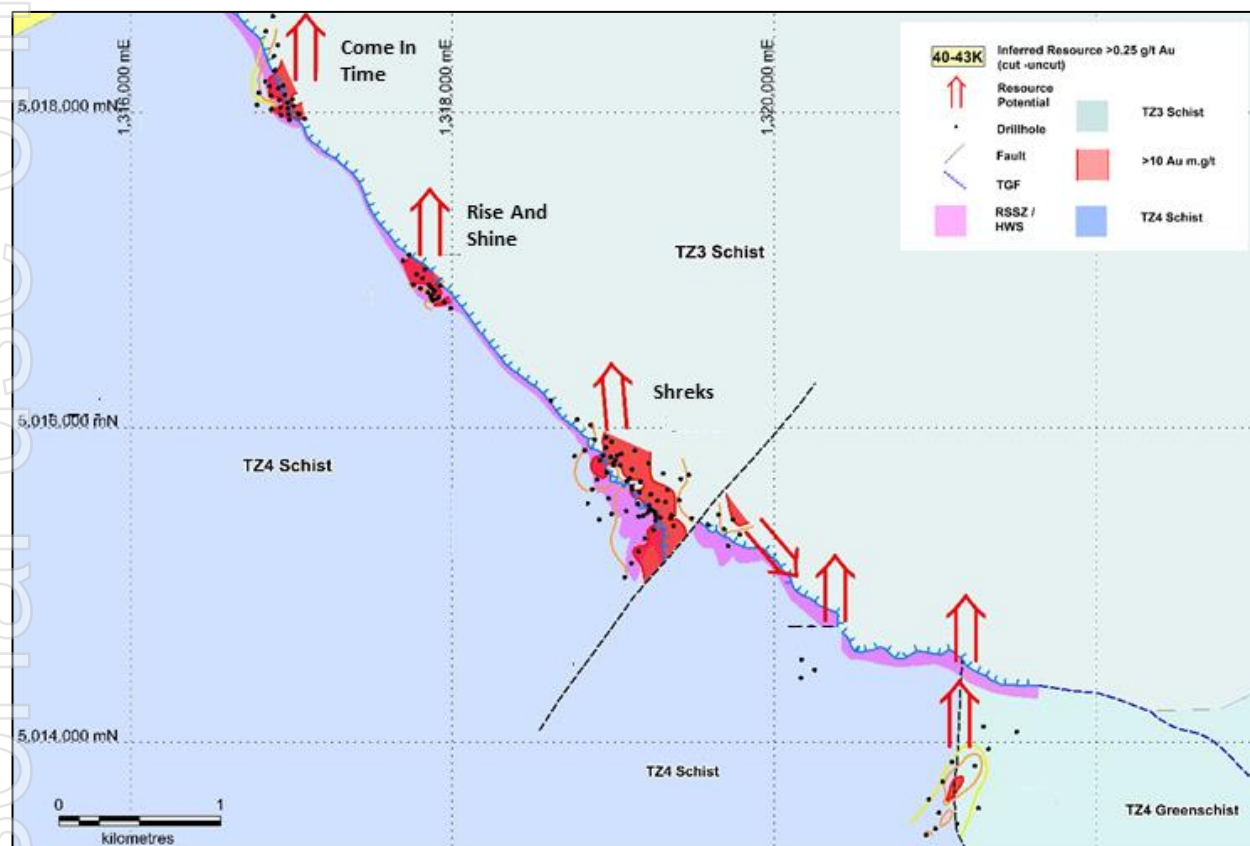 Come In
Time
1,316,000 mE
1,318,000 mE
1,320,000 mE
5,018,000 mN
Rise And
Shine
TZ3 Schist
Shreks
5,016,000 mN
TZ4 Schist
5,014,000 mN
TZ4 Schist
TZ4 Greenschist
0 1
kilometres
40-43K
Inferred Resource >0.25 g/t Au
(cut -uncut)
Resource
Potential
Drillhole
Fault
TGF
RSSZ /
HWS
TZ3 Schist
>10 Au m.g/t
TZ4 Schist